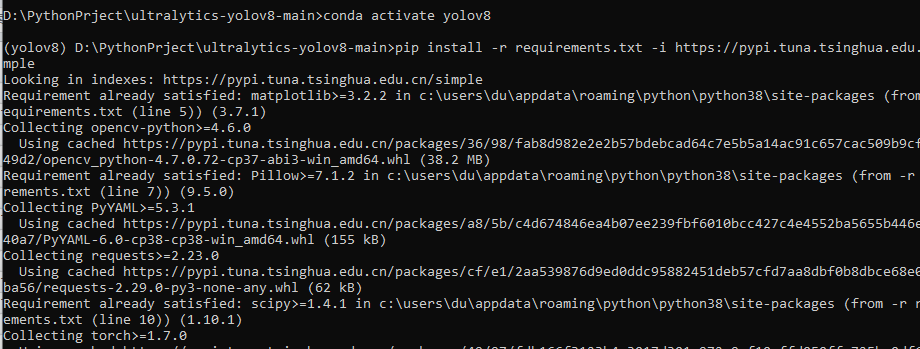 D:\PythonPrject\ultralytics-yolov8-main>conda activate yolov8
(yolov8) D:\PythonPrject\ultralytics-yolov8-main>pip install -r requirements.txt -i https://pypi.tuna.tsinghua.edu.
mple
Looking in indexes: https://pypi.tuna.tsinghua.edu.cn/simple
Requirement already satisfied: matplotlib>=3.2.2 in c:\users\du\appdata\roaming\python\python38\site-packages (from
equirements.txt (line 5)) (3.7.1)
Collecting opencv-python>=4.6.0
Using cached https://pypi.tuna.tsinghua.edu.cn/packages/36/98/fab8d982e2e2b57bdebcad64c7e5b5a14ac91c657cac509b9cf
49d2/opencv_python-4.7.0.72-cp37-abi3-win_amd64.whl (38.2 MB)
Requirement already satisfied: Pillow>=7.1.2 in c:\users\du\appdata\roaming\python\python38\site-packages (from -r
rements.txt (line 7)) (9.5.0)
Collecting PyYAML>=5.3.1
Using cached https://pypi.tuna.tsinghua.edu.cn/packages/a8/5b/c4d674846ea4b07ee239fbf6010bcc427c4e4552ba5655b446e
40a7/PyYAML-6.0-cp38-cp38-win_amd64.whl (155 kB)
Collecting requests>=2.23.0
Using cached https://pypi.tuna.tsinghua.edu.cn/packages/cf/e1/2aa539876d9ed0ddc95882451deb57cfd7aa8dbf0b8dbce68e0
ba56/requests-2.29.0-py3-none-any.whl (62 kB)
Requirement already satisfied: scipy>=1.4.1 in c:\users\du\appdata\roaming\python\python38\site-packages (from -r r
ements.txt (line 10)) (1.10.1)
Collecting torch>=1.7.0